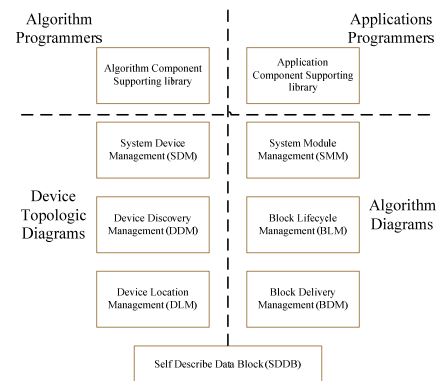 Algorithm
Programmers
Applications
Programmers
Algorithm Component
Supporting library
Application
Component Supporting
library
System Device
Management (SDM)
System Module
Management (SMM)
Device
Topologic
Diagrams
Device Discovery
Management (DDM)
Block Lifecycle
Management (BLM)
Algorithm
Diagrams
Device Location
Management (DLM)
Block Delivery
Management (BDM)
Self Describe Data Block(SDDB)